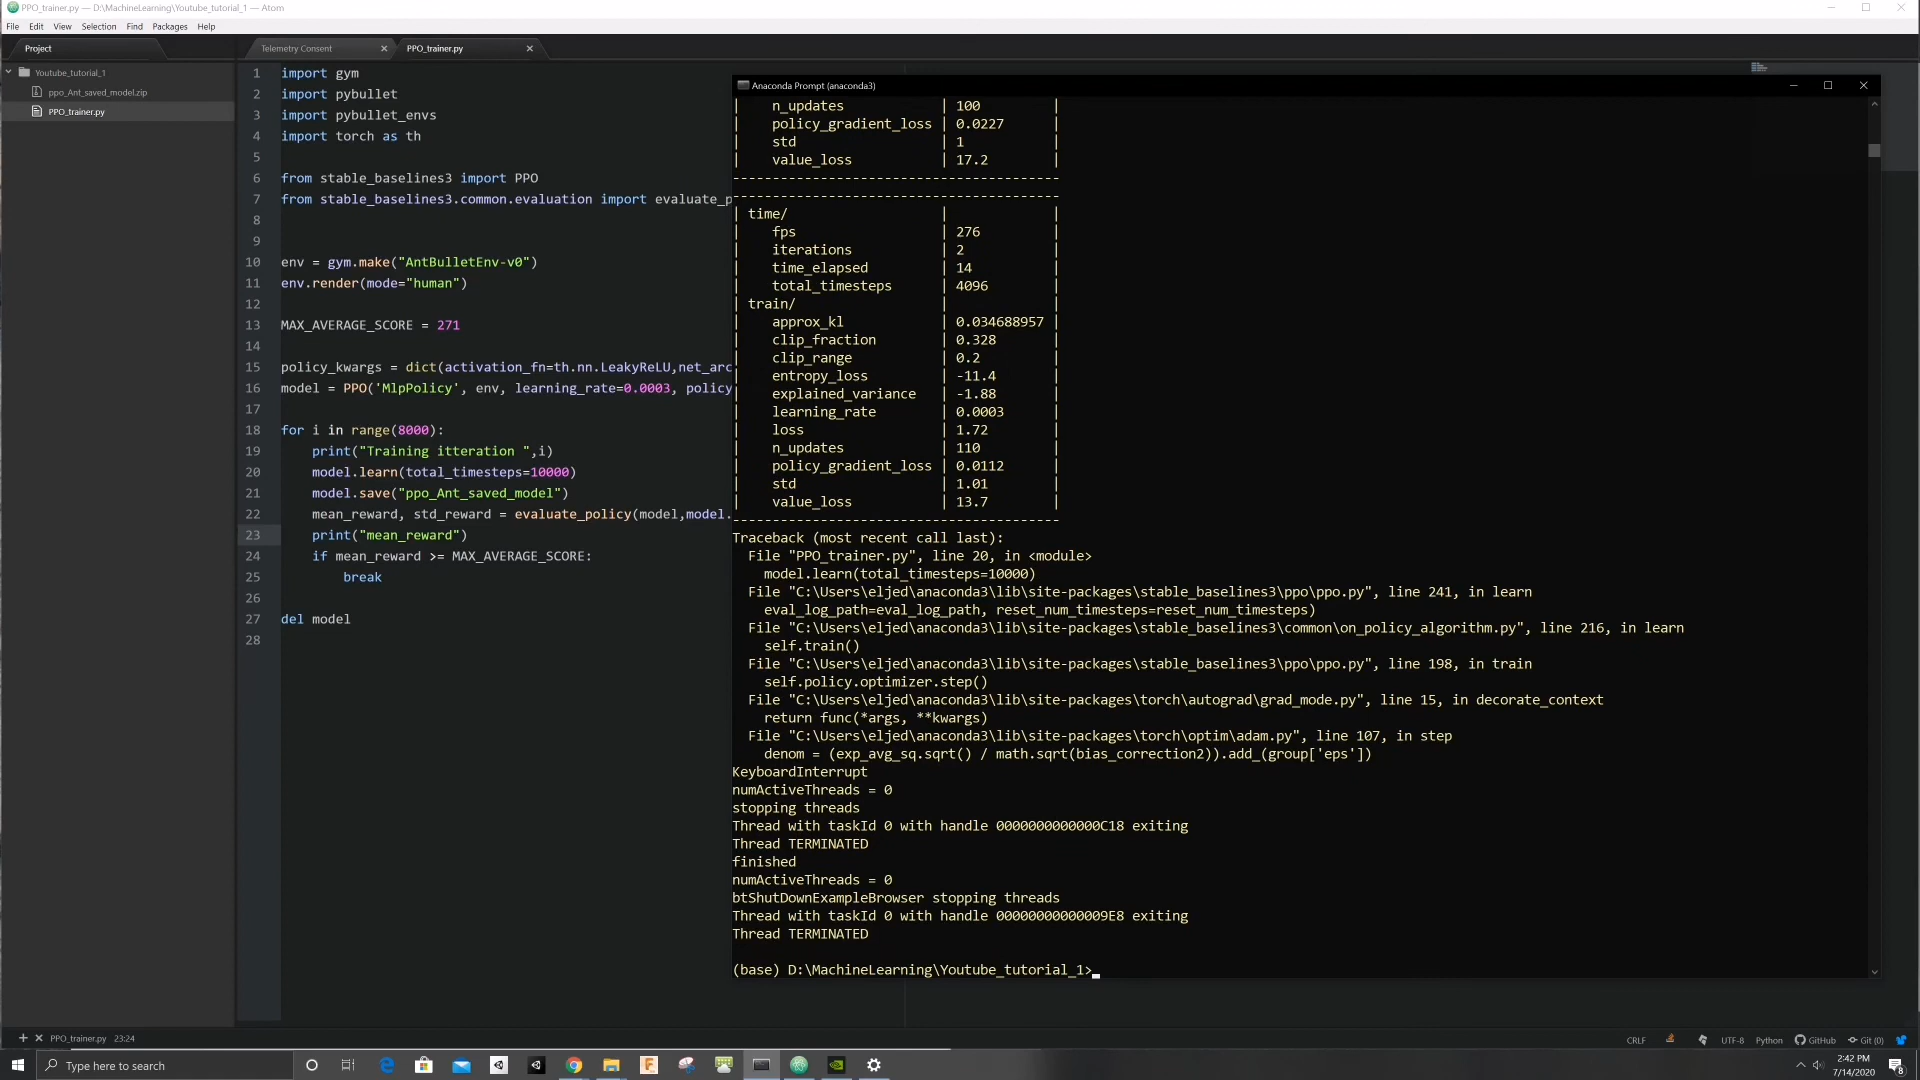 PPO_trainer.py — D:\MachineLearning\Youtube_tutorial_1 — Atom
File Edit View Selection Find Packages Help
Project
Telemetry Consent
PPO_trainer.py
Youtube_tutorial_1
ppo_Ant_saved_model.zip
PPO_trainer.py
1 import gym
2 import pybullet
3 import pybullet_envs
4 import torch as th
5
6 from stable_baselines3 import PPO
7 from stable_baselines3.common.evaluation import evaluate_p
8
9
10 env = gym.make("AntBulletEnv-v0")
11 env.render(mode="human")
12
13 MAX_AVERAGE_SCORE = 271
14
15 policy_kwargs = dict(activation_fn=th.nn.LeakyReLU,net_arc
16 model = PPO('MlpPolicy', env, learning_rate=0.0003, policy
17
18 for i in range(8000):
19 print("Training itteration ",i)
20 model.learn(total_timesteps=10000)
21 model.save("ppo_Ant_saved_model")
22 mean_reward, std_reward = evaluate_policy(model,model.
23 print("mean_reward")
24 if mean_reward >= MAX_AVERAGE_SCORE:
25 break
26
27 del model
28
Anaconda Prompt (anaconda3)
| n_updates | 100 |
| policy_gradient_loss | 0.0227 |
| std | 1 |
| value_loss | 17.2 |
-----------------------------------------
-----------------------------------------
| time/ | |
| fps | 276 |
| iterations | 2 |
| time_elapsed | 14 |
| total_timesteps | 4096 |
| train/ | |
| approx_kl | 0.034688957 |
| clip_fraction | 0.328 |
| clip_range | 0.2 |
| entropy_loss | -11.4 |
| explained_variance | -1.88 |
| learning_rate | 0.0003 |
| loss | 1.72 |
| n_updates | 110 |
| policy_gradient_loss | 0.0112 |
| std | 1.01 |
| value_loss | 13.7 |
-----------------------------------------
Traceback (most recent call last):
File "PPO_trainer.py", line 20, in <module>
model.learn(total_timesteps=10000)
File "C:\Users\eljed\anaconda3\lib\site-packages\stable_baselines3\ppo\ppo.py", line 241, in learn
eval_log_path=eval_log_path, reset_num_timesteps=reset_num_timesteps)
File "C:\Users\eljed\anaconda3\lib\site-packages\stable_baselines3\common\on_policy_algorithm.py", line 216, in learn
self.train()
File "C:\Users\eljed\anaconda3\lib\site-packages\stable_baselines3\ppo\ppo.py", line 198, in train
self.policy.optimizer.step()
File "C:\Users\eljed\anaconda3\lib\site-packages\torch\autograd\grad_mode.py", line 15, in decorate_context
return func(*args, **kwargs)
File "C:\Users\eljed\anaconda3\lib\site-packages\torch\optim\adam.py", line 107, in step
denom = (exp_avg_sq.sqrt() / math.sqrt(bias_correction2)).add_(group['eps'])
KeyboardInterrupt
numActiveThreads = 0
stopping threads
Thread with taskId 0 with handle 0000000000000C18 exiting
Thread TERMINATED
finished
numActiveThreads = 0
btShutDownExampleBrowser stopping threads
Thread with taskId 0 with handle 00000000000009E8 exiting
Thread TERMINATED
(base) D:\MachineLearning\Youtube_tutorial_1>
PPO_trainer.py 23:24
CRLF UTF-8 Python GitHub Git (0)
Type here to search
2:42 PM
7/14/2020
8